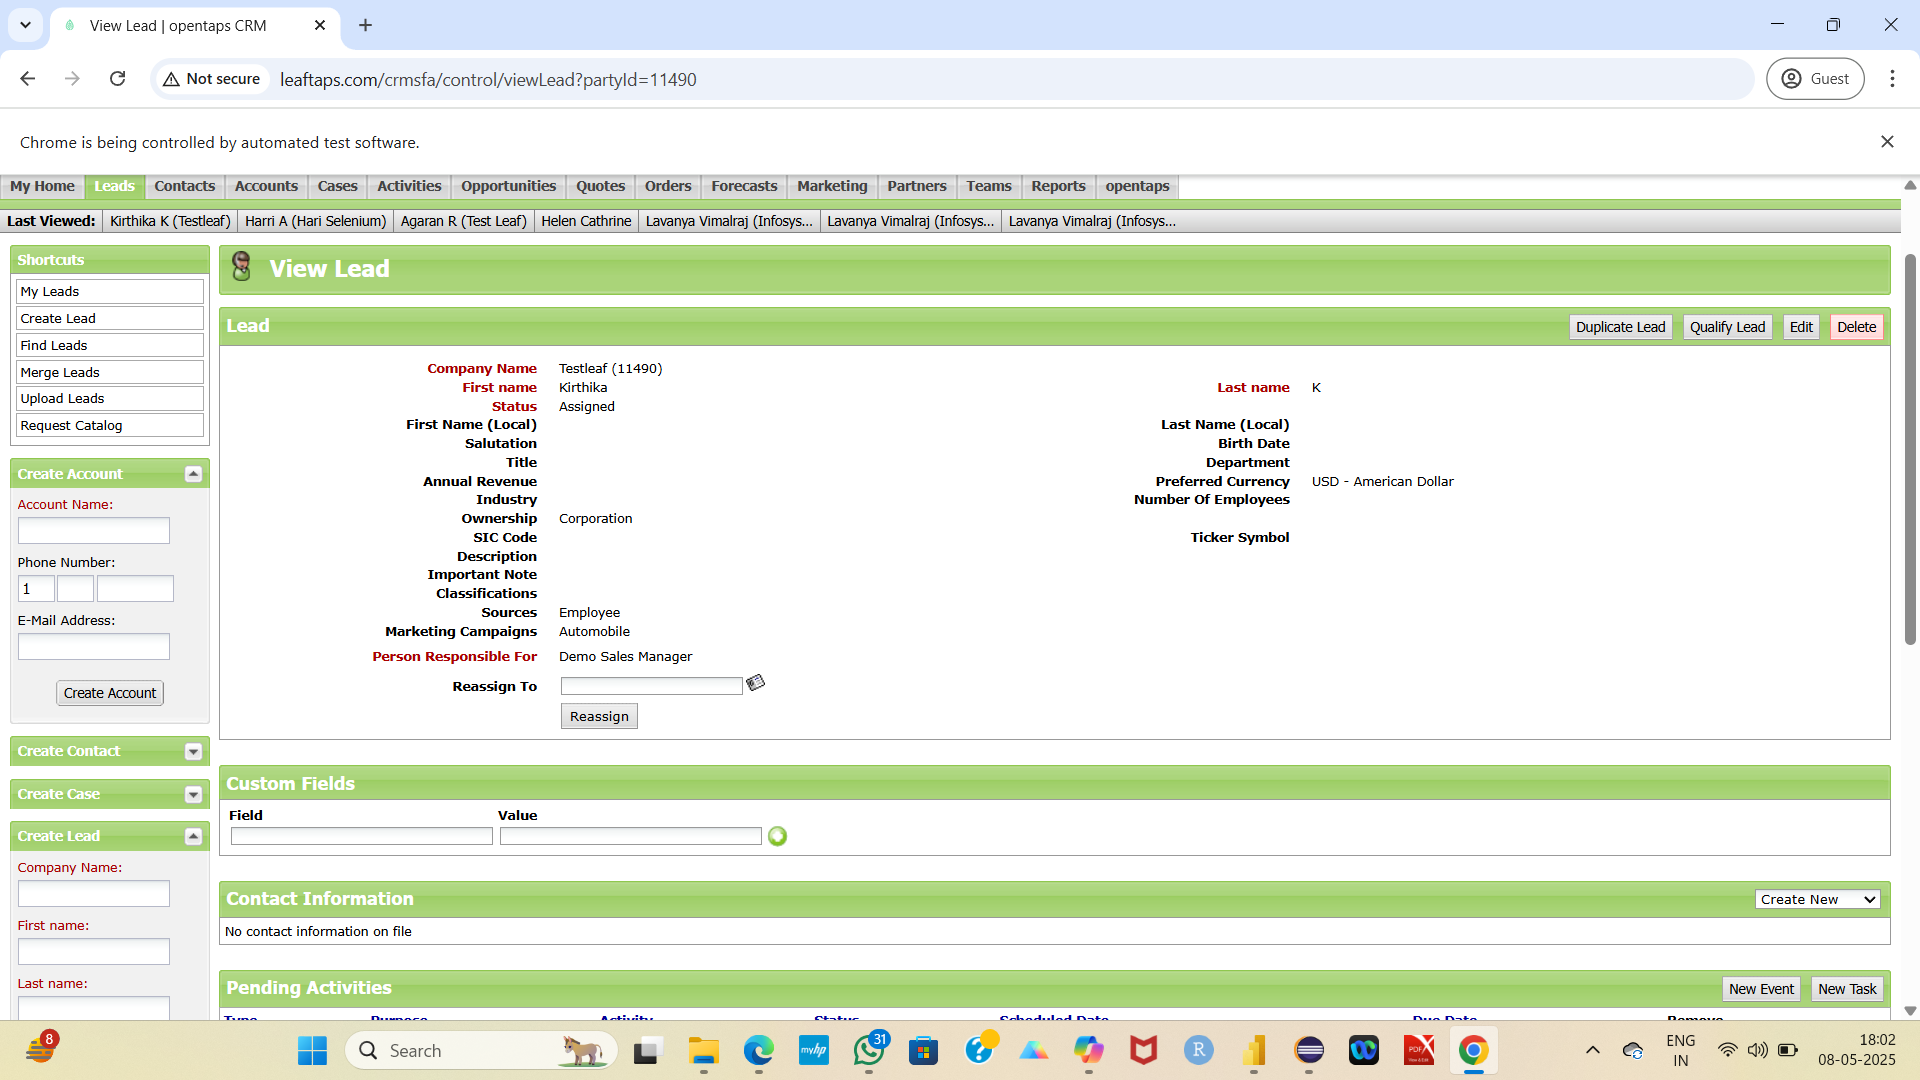 View Lead | opentaps CRM
Not secure
leaftaps.com/crmsfa/control/viewLead?partyId=11490
Guest
Chrome is being controlled by automated test software.
My Home Leads Contacts Accounts Cases Activities Opportunities Quotes Orders Forecasts Marketing Partners Teams Reports opentaps
Last Viewed: Kirthika K (Testleaf) Harri A (Hari Selenium) Agaran R (Test Leaf) Helen Cathrine Lavanya Vimalraj (Infosys... Lavanya Vimalraj (Infosys... Lavanya Vimalraj (Infosys...
Shortcuts
My Leads
Create Lead
Find Leads
Merge Leads
Upload Leads
Request Catalog
Create Account
Account Name:
Phone Number:
1
E-Mail Address:
Create Account
Create Contact
Create Case
Create Lead
Company Name:
First name:
Last name:
View Lead
Lead
Duplicate Lead Qualify Lead Edit Delete
Company Name Testleaf (11490)
First name Kirthika Last name K
Status Assigned
First Name (Local) Last Name (Local)
Salutation Birth Date
Title Department
Annual Revenue Preferred Currency USD - American Dollar
Industry Number Of Employees
Ownership Corporation
SIC Code Ticker Symbol
Description
Important Note
Classifications
Sources Employee
Marketing Campaigns Automobile
Person Responsible For Demo Sales Manager
Reassign To
Reassign
Custom Fields
Field Value
Contact Information
Create New
No contact information on file
Pending Activities
New Event New Task
Type Purpose Activity Status Scheduled Date Due Date Remove
8
Search
myhp
31
R
PDF X
ENG
IN
18:02
08-05-2025